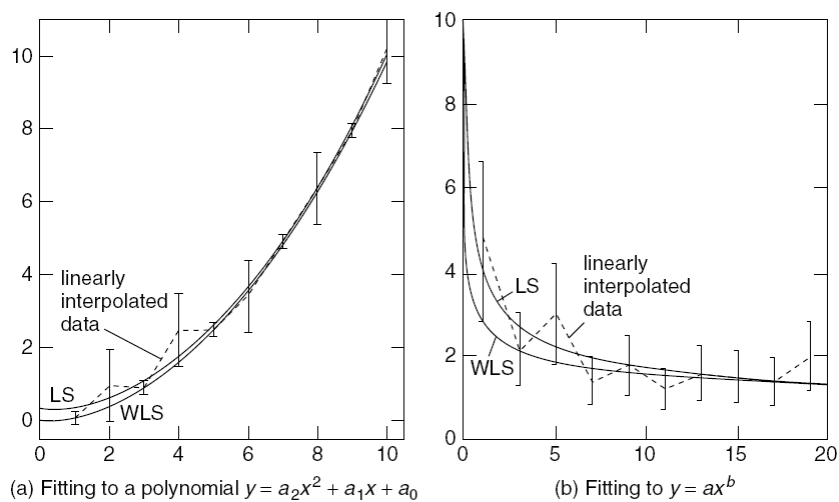 10
8
6
4
2
0
linearly
interpolated
data
LS
WLS
0 2 4 6 8 10
(a) Fitting to a polynomial y = a₂x² + a₁x + a₀
10
8
6
4
2
0
linearly
interpolated
data
LS
WLS
0 5 10 15 20
(b) Fitting to y = axᵇ